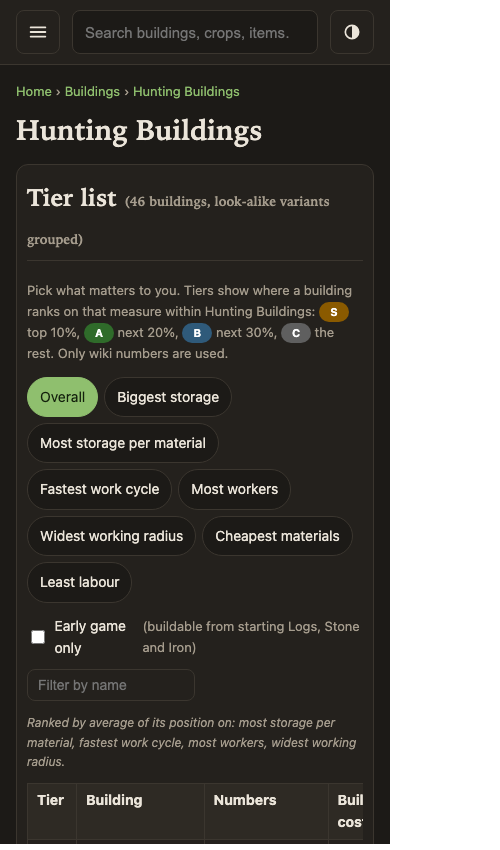 Search buildings, crops, items.
Home › Buildings › Hunting Buildings
Hunting Buildings
Tier list (46 buildings, look-alike variants
grouped)
Pick what matters to you. Tiers show where a building
ranks on that measure within Hunting Buildings: S
top 10%, A next 20%, B next 30%, C the
rest. Only wiki numbers are used.
Overall Biggest storage
Most storage per material
Fastest work cycle Most workers
Widest working radius Cheapest materials
Least labour
Early game (buildable from starting Logs, Stone
only and Iron)
Filter by name
Ranked by average of its position on: most storage per
material, fastest work cycle, most workers, widest working
radius.
Tier Building Numbers